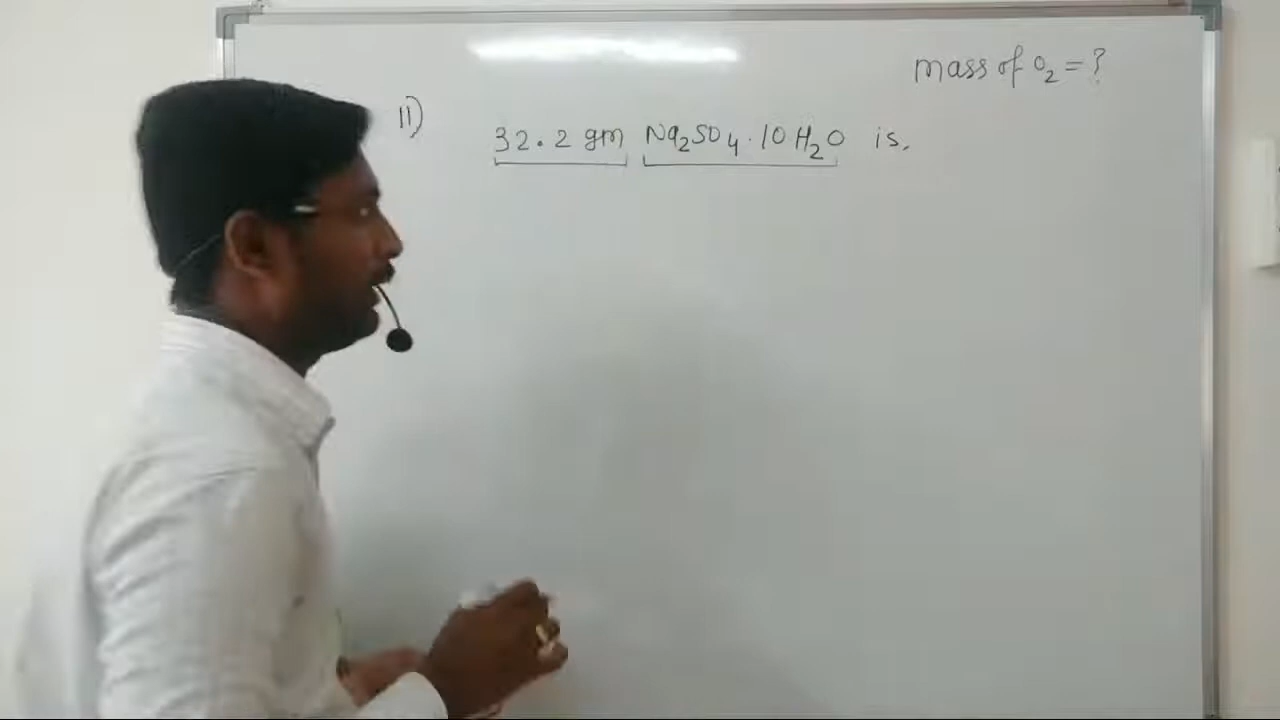 mass of O2 = ?
11) 32.2 gm Na2SO4.10H2O is.